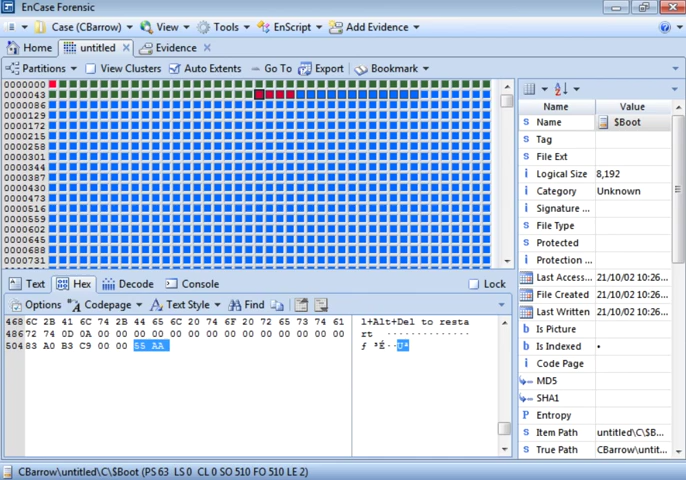 EnCase Forensic
Case (CBarrow) View Tools EnScript Add Evidence
Home untitled Evidence
Partitions View Clusters Auto Extents Go To Export Bookmark
0000000
0000043
0000086
0000129
0000172
0000215
0000258
0000301
0000344
0000387
0000430
0000473
0000516
0000559
0000602
0000645
0000688
0000731
Name Value
Name $Boot
Tag
File Ext
Logical Size 8,192
Category Unknown
Signature ...
File Type
Protected
Protection ...
Last Access... 21/10/02 10:26...
File Created 21/10/02 10:26...
Last Written 21/10/02 10:26...
Is Picture
Is Indexed •
Code Page
MD5
SHA1
Entropy
Item Path untitled\C\$B...
True Path CBarrow\untit...
Text Hex Decode Console Lock
Options Codepage Text Style Find
468 6C 2B 41 6C 74 2B 44 65 6C 20 74 6F 20 72 65 73 74 61 l+Alt+Del to resta
486 72 74 0D 0A 00 00 00 00 00 00 00 00 00 00 00 00 00 00 rt ··············
504 83 A0 B3 C9 00 00 55 AA ƒ ³É··Uª
CBarrow\untitled\C\$Boot (PS 63 LS 0 CL 0 SO 510 FO 510 LE 2)